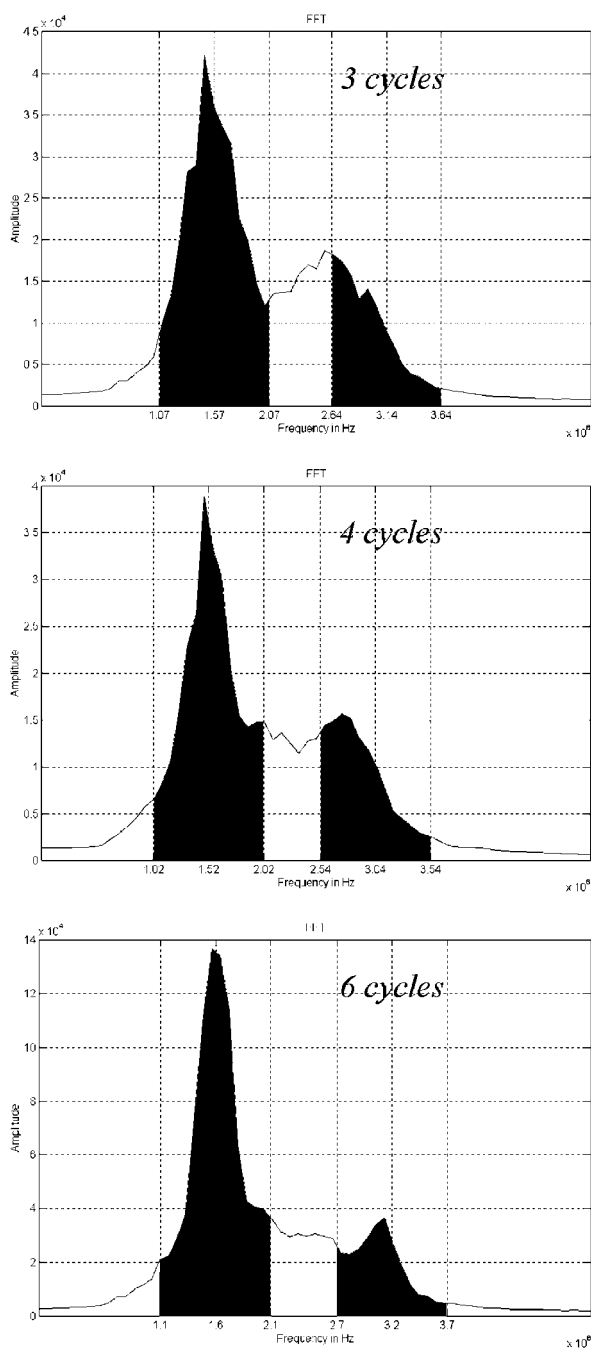 x 10⁴
FFT
4.5
4
3.5
3
2.5
2
1.5
1
0.5
0
Amplitude
3 cycles
1.07 1.57 2.07 2.64 3.14 3.64
Frequency in Hz
x 10⁶
x 10⁴
FFT
4
3.5
3
2.5
2
1.5
1
0.5
0
Amplitude
4 cycles
1.02 1.52 2.02 2.54 3.04 3.54
Frequency in Hz
x 10⁶
x 10⁴
FFT
14
12
10
8
6
4
2
0
Amplitude
6 cycles
1.1 1.6 2.1 2.7 3.2 3.7
Frequency in Hz
x 10⁶